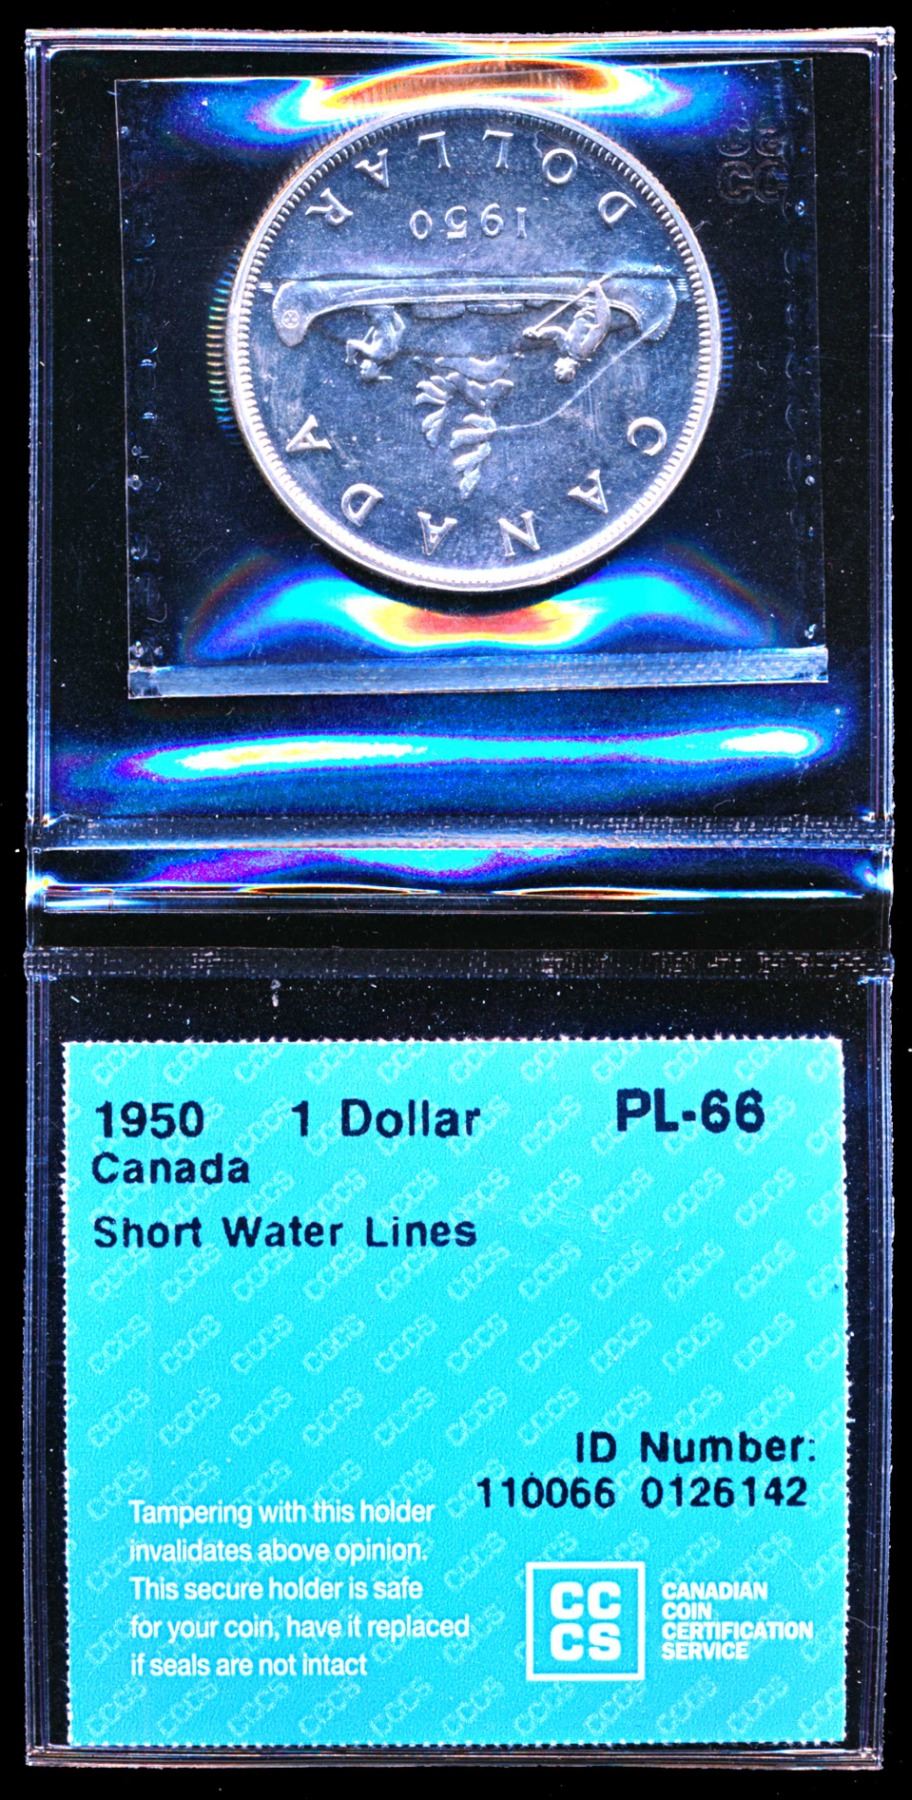 CANADA
1950
DOLLAR
CC
CS
1950 1 Dollar PL-66
Canada
Short Water Lines
ID Number:
110066 0126142
Tampering with this holder
invalidates above opinion.
This secure holder is safe
for your coin, have it replaced
if seals are not intact
CC
CS
CANADIAN
COIN
CERTIFICATION
SERVICE